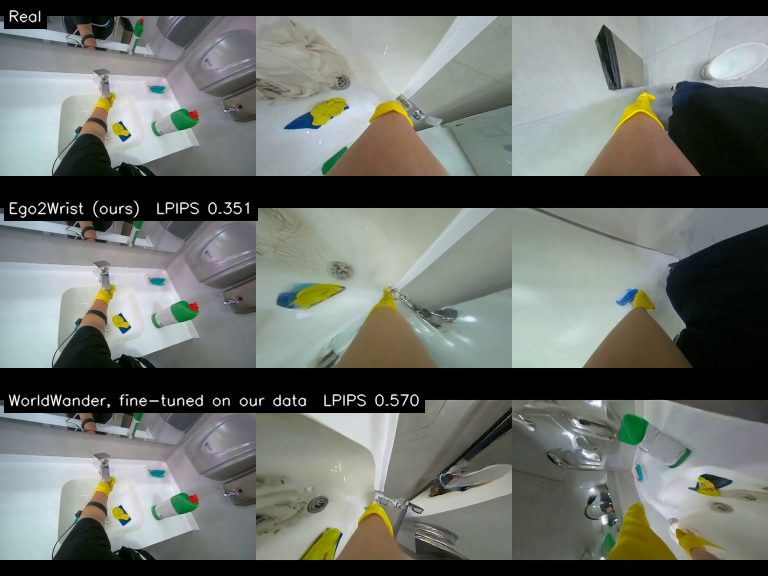 Real
Ego2Wrist (ours)  LPIPS 0.351
WorldWander, fine-tuned on our data  LPIPS 0.570